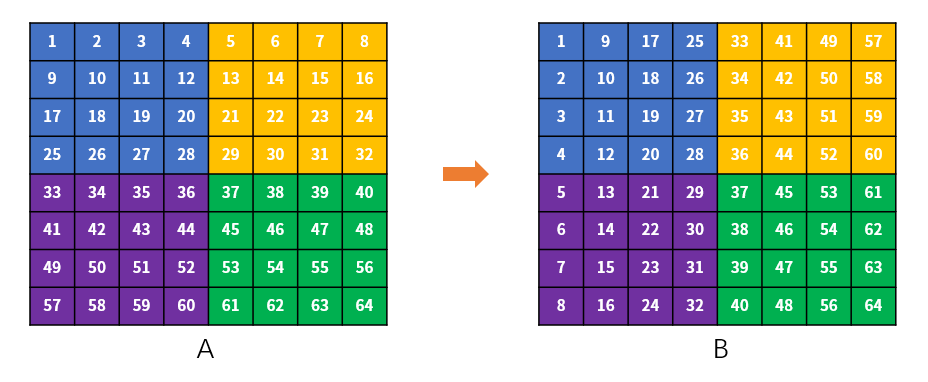 1 2 3 4 5 6 7 8 1 9 17 25 33 41 49 57
9 10 11 12 13 14 15 16 2 10 18 26 34 42 50 58
17 18 19 20 21 22 23 24 3 11 19 27 35 43 51 59
25 26 27 28 29 30 31 32 4 12 20 28 36 44 52 60
33 34 35 36 37 38 39 40 5 13 21 29 37 45 53 61
41 42 43 44 45 46 47 48 6 14 22 30 38 46 54 62
49 50 51 52 53 54 55 56 7 15 23 31 39 47 55 63
57 58 59 60 61 62 63 64 8 16 24 32 40 48 56 64
A B